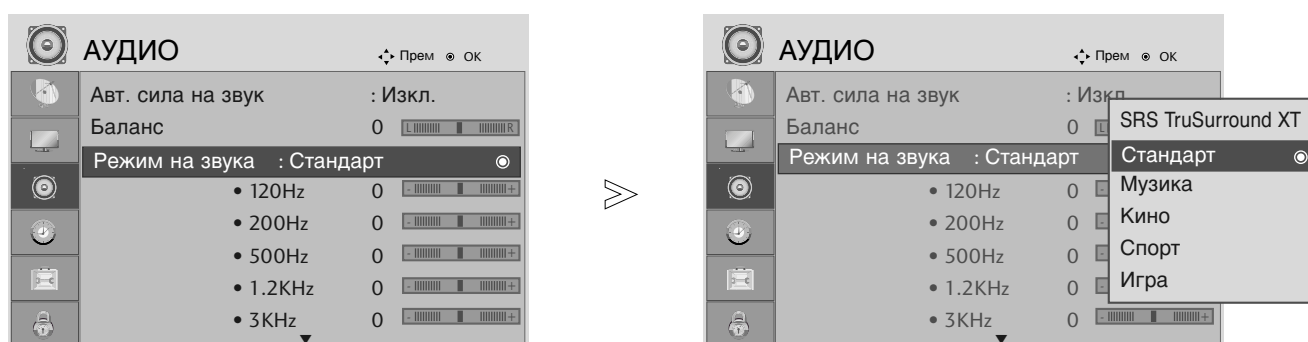 АУДИО
Прем ОК
Авт. сила на звук : Изкл.
Баланс 0 L R
Режим на звука : Стандарт
• 120Hz 0 - +
• 200Hz 0 - +
• 500Hz 0 - +
• 1.2KHz 0 - +
• 3KHz 0 - +
АУДИО
Прем ОК
Авт. сила на звук : Изкл.
Баланс 0 L
Режим на звука : Стандарт
• 120Hz 0 -
• 200Hz 0 -
• 500Hz 0 -
• 1.2KHz 0 -
• 3KHz 0 - +
SRS TruSurround XT
Стандарт
Музика
Кино
Спорт
Игра